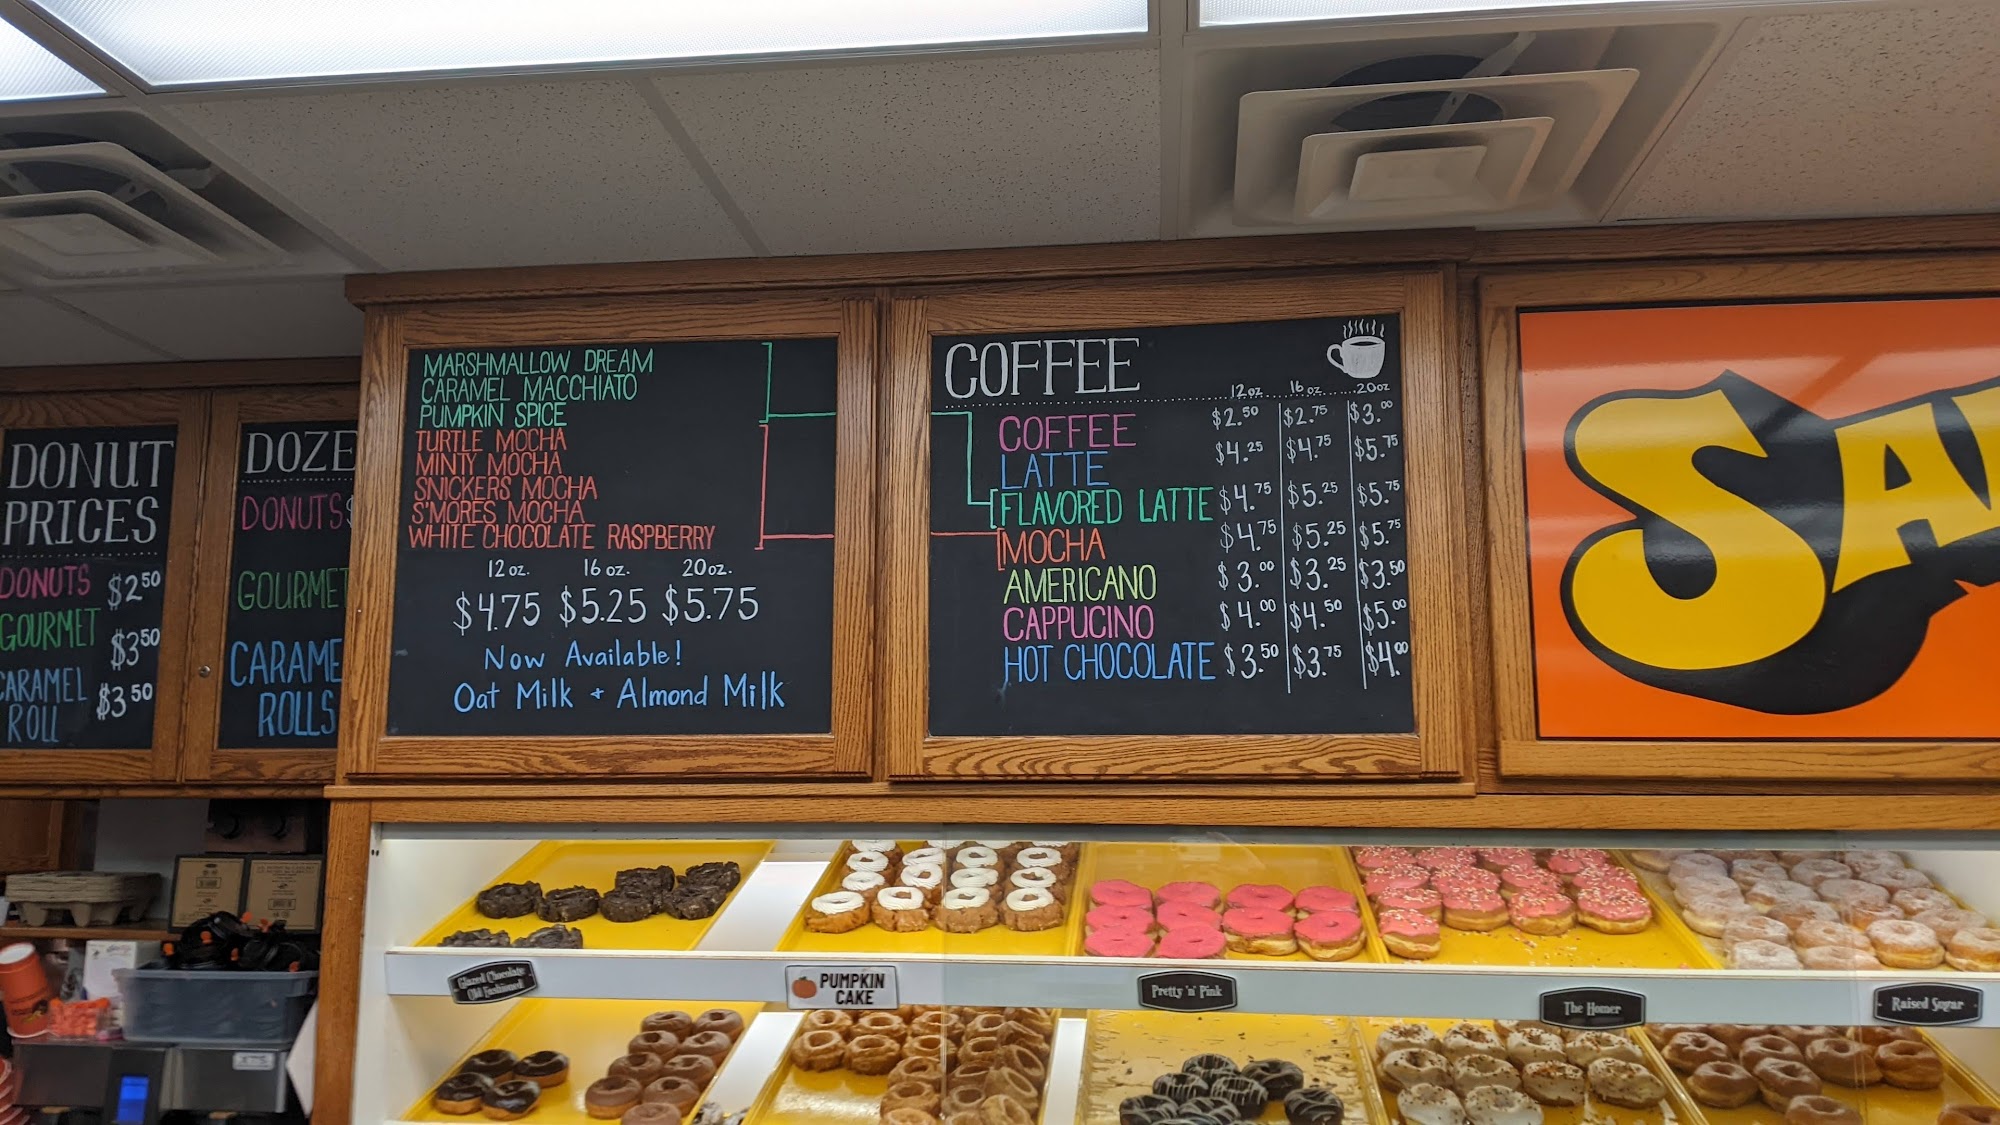 DONUT
PRICES
DONUTS $2.50
GOURMET $3.50
CARAMEL $3.50
ROLL
DONUTS
GOURMET
ROLLS
MARSHMALLOW DREAM
CARAMEL MACCHIATO
PUMPKIN SPICE
TURTLE MOCHA
MINTY MOCHA
SNICKERS MOCHA
S'MORES MOCHA
WHITE CHOCOLATE RASPBERRY
12 oz. 16 oz. 20 oz.
$4.75 $5.25 $5.75
Now Available!
Oat Milk + Almond Milk
COFFEE
12 oz 16 oz 20 oz
COFFEE $2.50 $2.75 $3.00
LATTE $4.25 $4.75 $5.75
FLAVORED LATTE $4.75 $5.25 $5.75
MOCHA $4.75 $5.25 $5.75
AMERICANO $3.00 $3.25 $3.50
CAPPUCINO $4.00 $4.50 $5.00
HOT CHOCOLATE $3.50 $3.75 $4.00
Glazed Chocolate
Old Fashioned
PUMPKIN
CAKE
Pretty 'n' Pink
The Homer
Raised Sugar